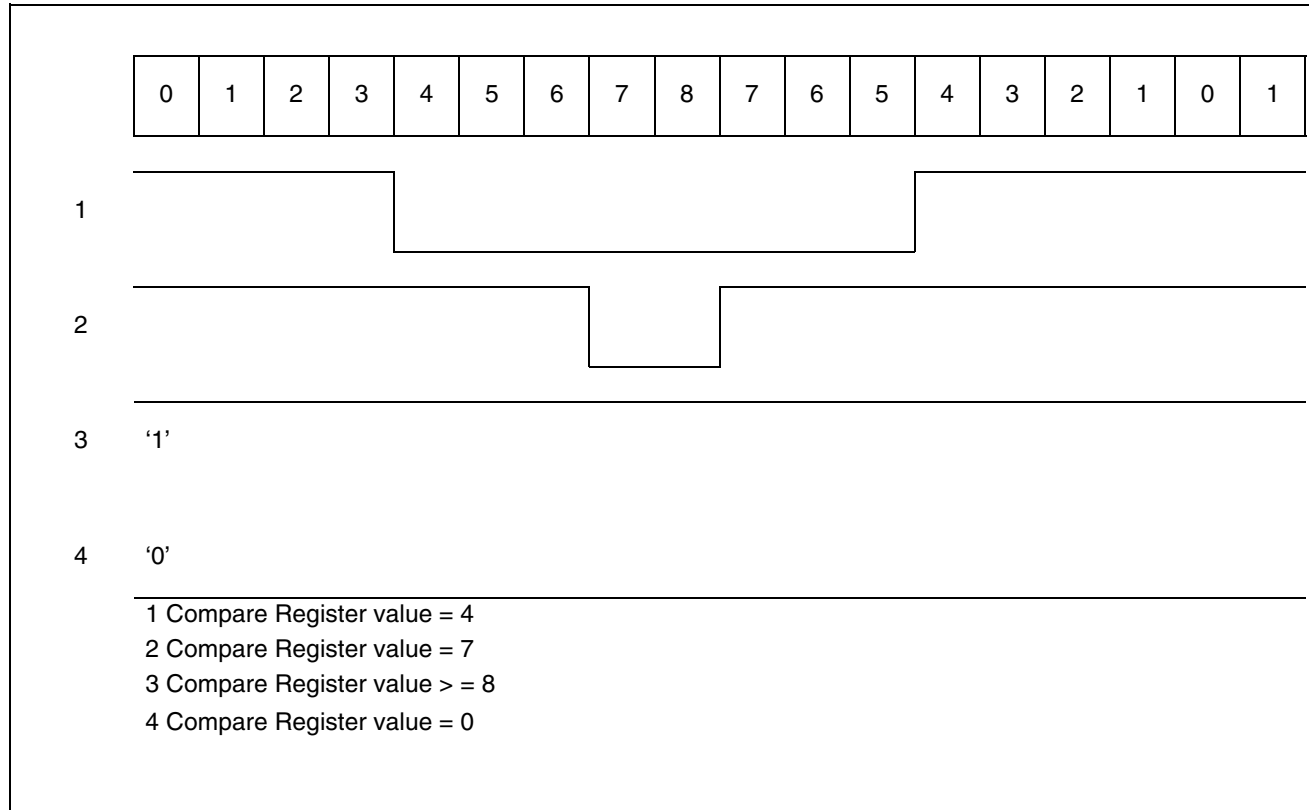 0 1 2 3 4 5 6 7 8 7 6 5 4 3 2 1 0 1
1
2
3 ‘1’
4 ‘0’
1 Compare Register value = 4
2 Compare Register value = 7
3 Compare Register value > = 8
4 Compare Register value = 0